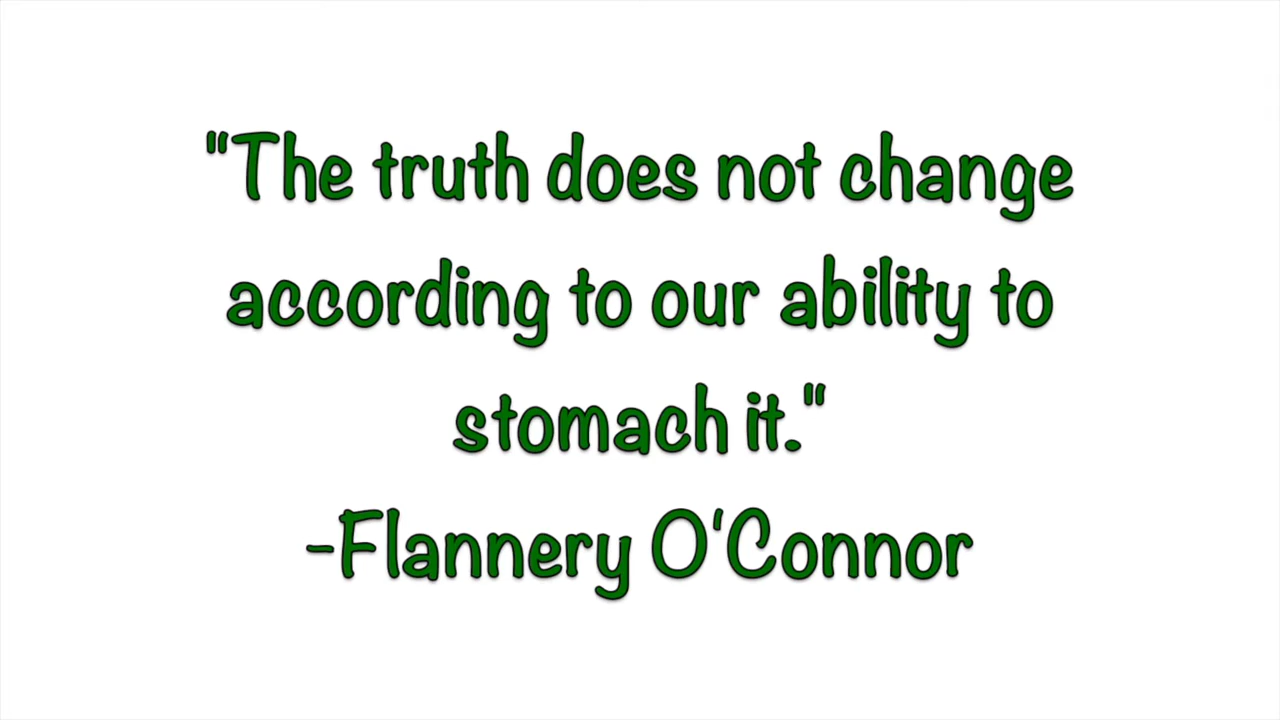 "The truth does not change
according to our ability to
stomach it."
-Flannery O'Connor